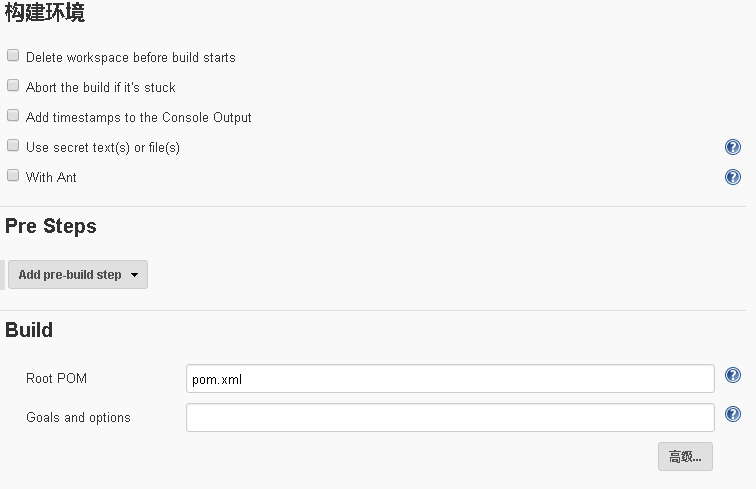 构建环境
Delete workspace before build starts
Abort the build if it's stuck
Add timestamps to the Console Output
Use secret text(s) or file(s)
With Ant
Pre Steps
Add pre-build step
Build
Root POM pom.xml
Goals and options
高级...